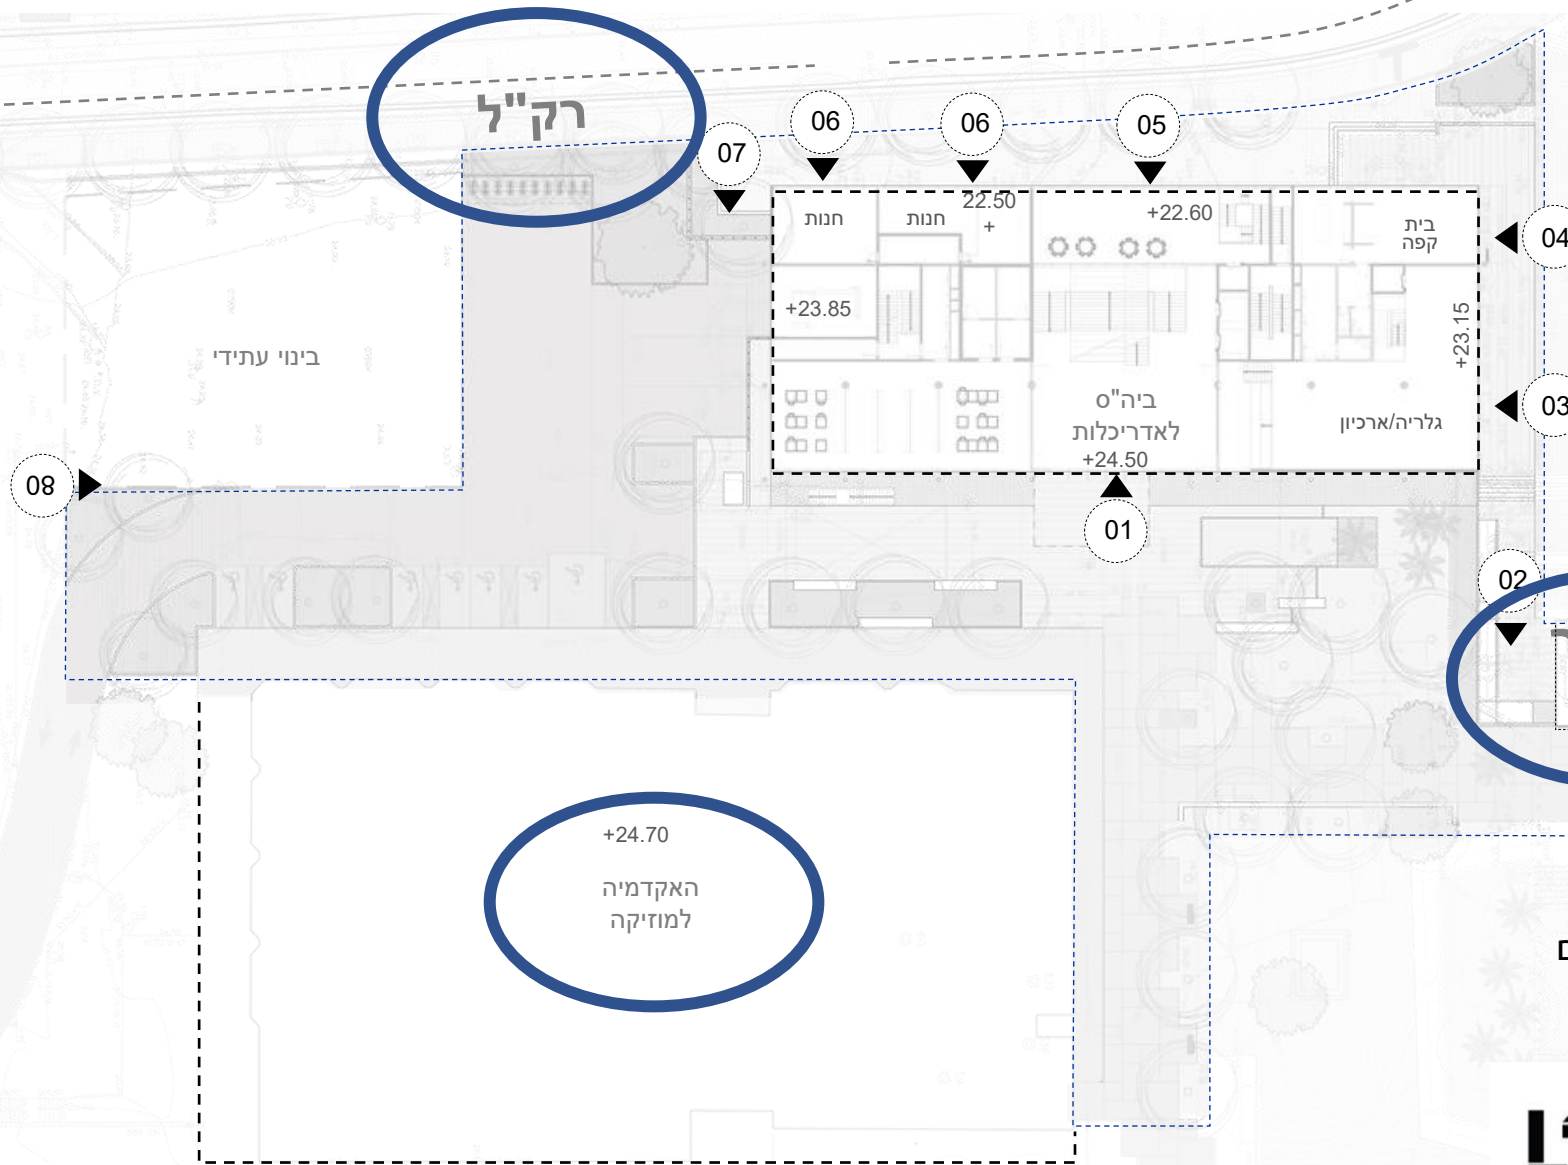 רק"ל
07
06
06
05
04
03
חנות
חנות
22.50
+
+22.60
בית
קפה
+23.85
+23.15
בינוי עתידי
ביה"ס
לאדריכלות
+24.50
גלריה/ארכיון
08
01
02
+24.70
האקדמיה
למוזיקה